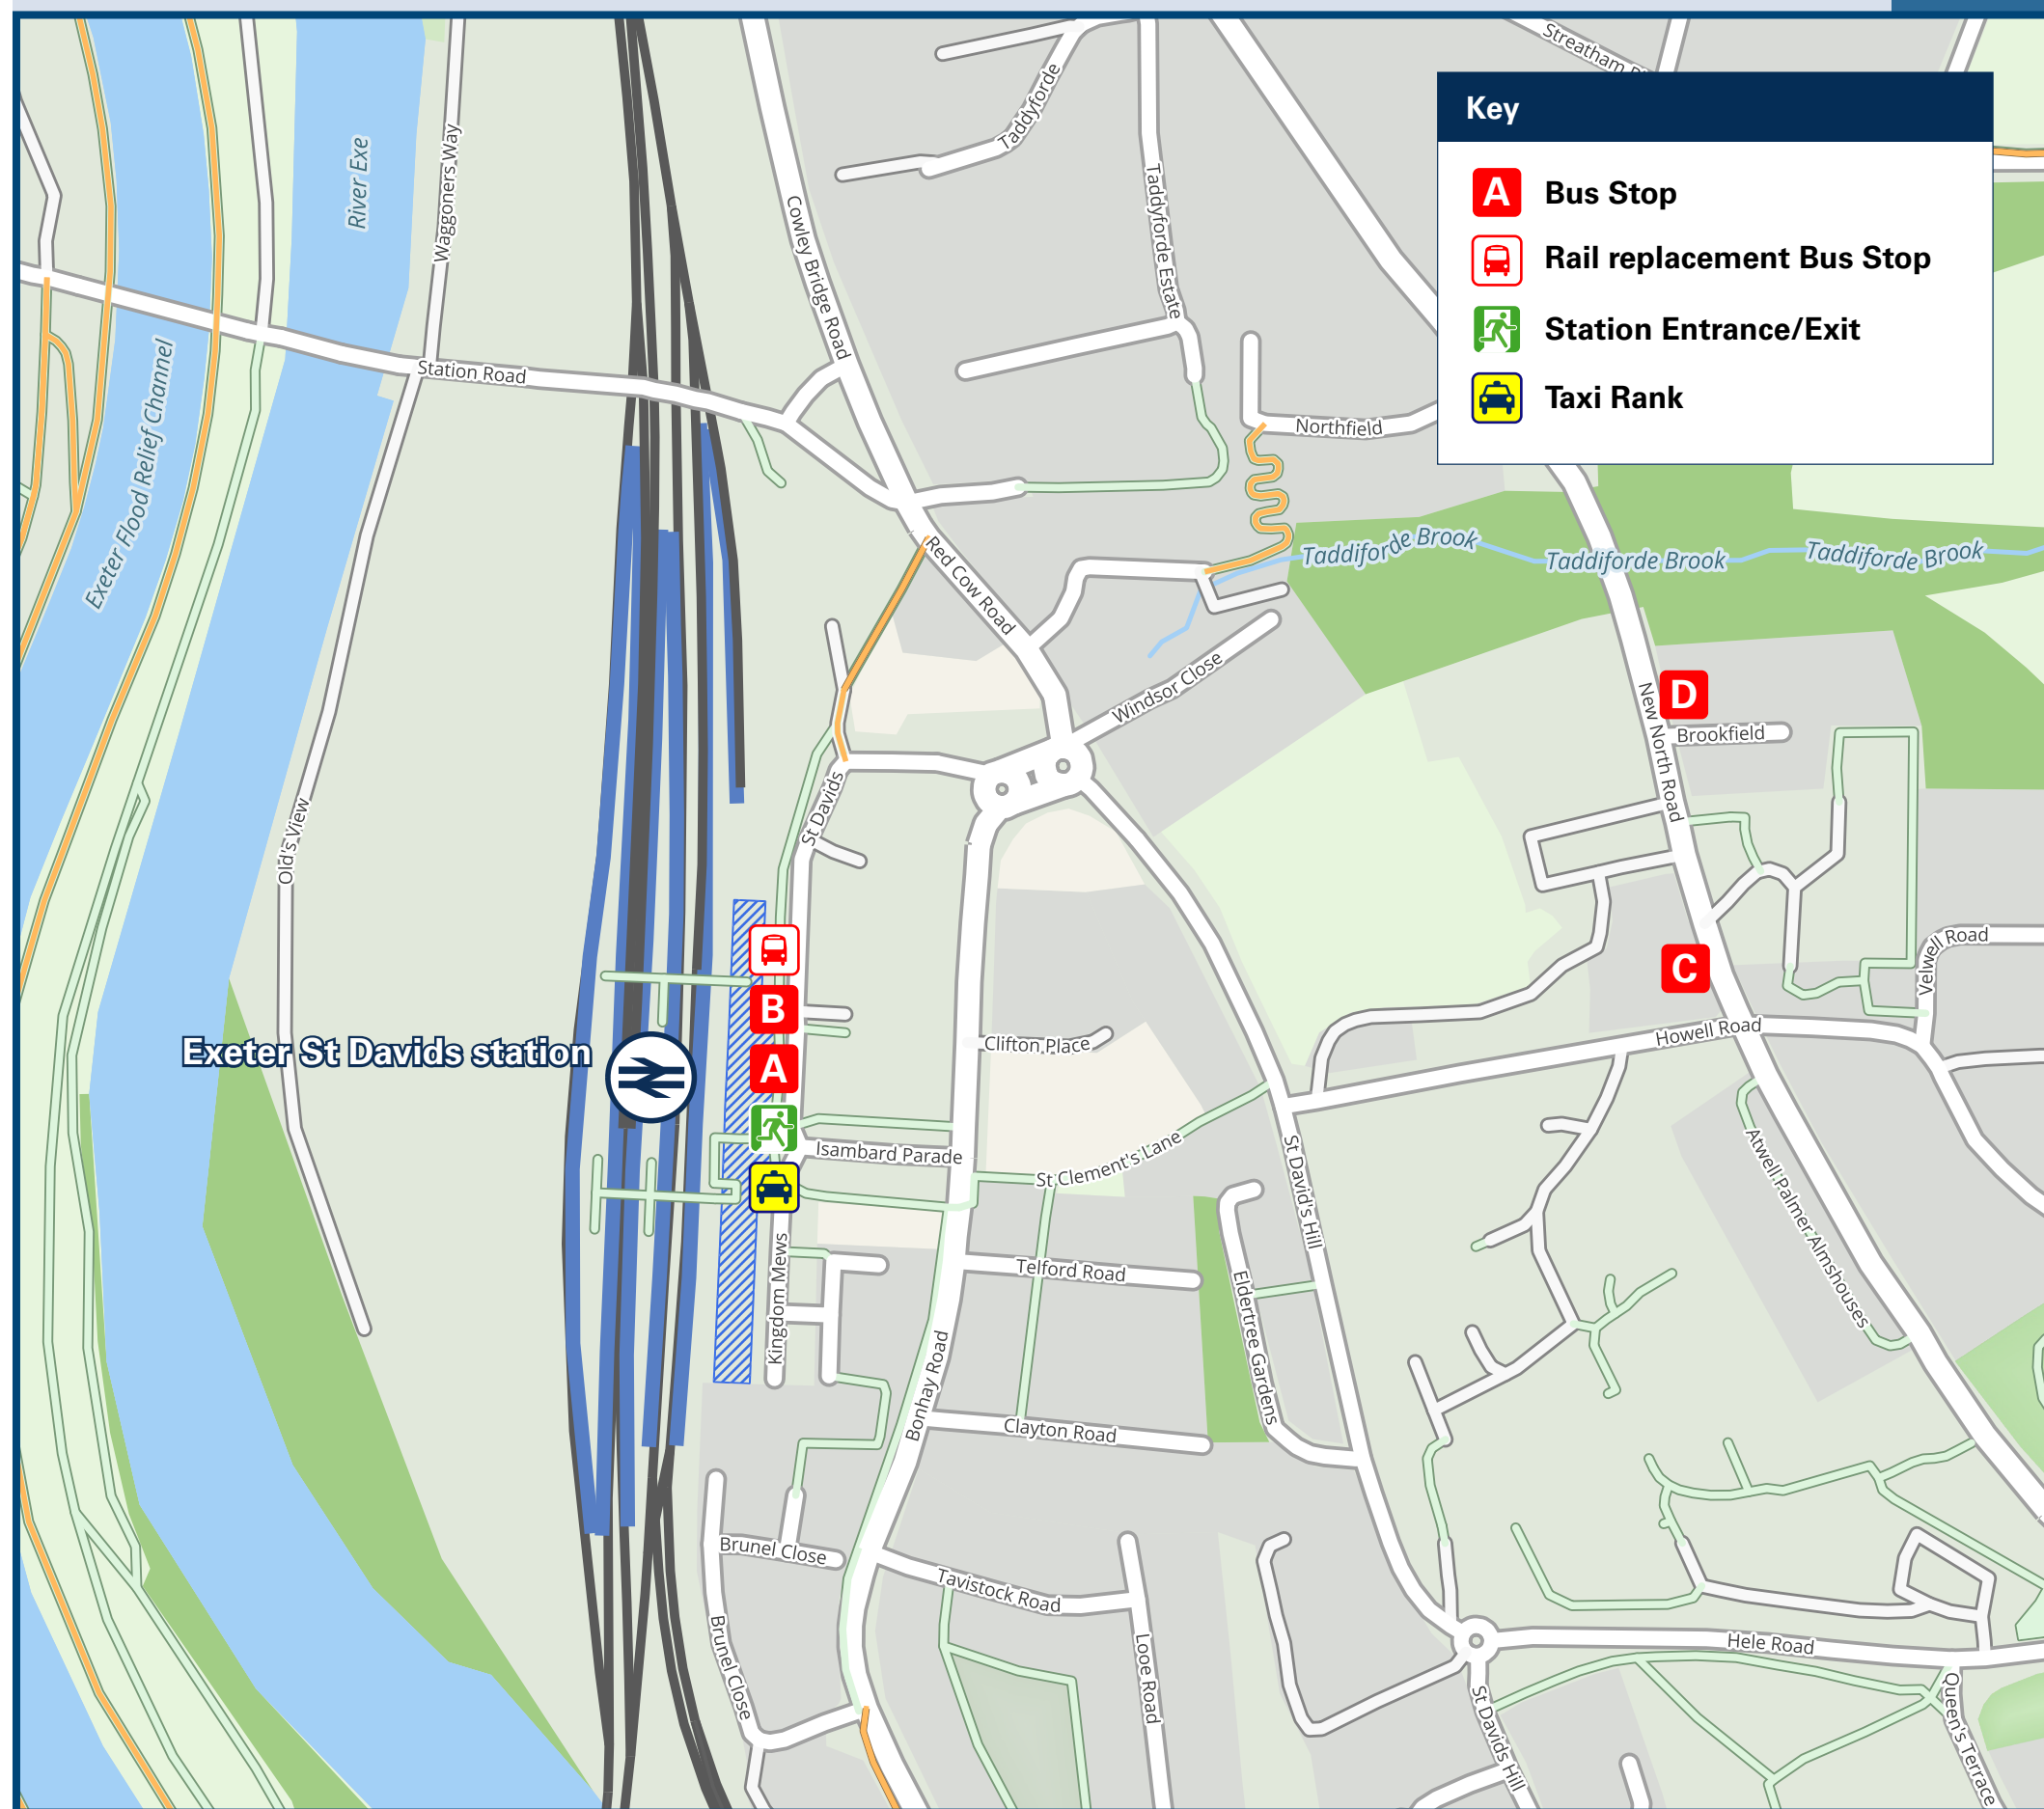 Streatham
Key
A Bus Stop
Rail replacement Bus Stop
Station Entrance/Exit
Taxi Rank
River Exe
Waggoners Way
Taddyforde
Taddyforde Estate
Cowley Bridge Road
Exeter Flood Relief Channel
Station Road
Northfield
Taddiforde Brook
Taddiforde Brook
Taddiforde Brook
Red Cow Road
Windsor Close
D
New North Road
Brookfield
Old's View
St Davids
B
A
C
Velwell Road
Howell Road
Clifton Place
Exeter St Davids station
Isambard Parade
St Clement's Lane
St David's Hill
Atwell Palmer Almshouses
Kingdom Mews
Telford Road
Eldertree Gardens
Bonhay Road
Clayton Road
Brunel Close
Tavistock Road
Brunel Close
Looe Road
Hele Road
St Davids Hill
Queen's Terrace